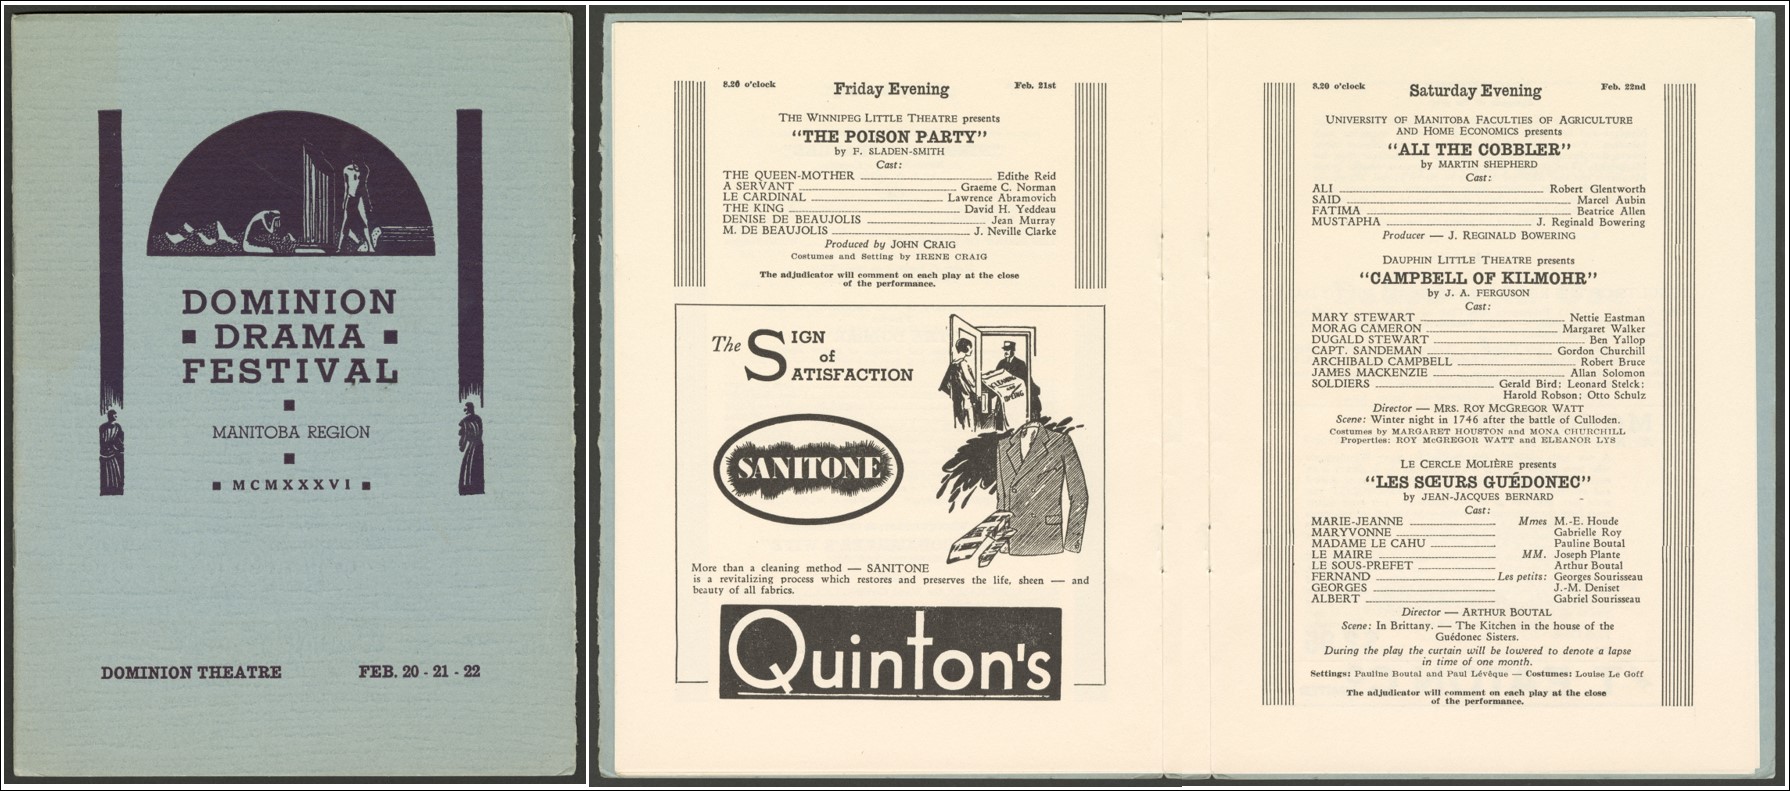 DOMINION
▪ DRAMA ▪
FESTIVAL
MANITOBA REGION
▪ MCMXXXVI ▪
DOMINION THEATRE FEB. 20 - 21 - 22
8.20 o'clock Friday Evening Feb. 21st
THE WINNIPEG LITTLE THEATRE presents
"THE POISON PARTY"
by F. SLADEN-SMITH
Cast:
THE QUEEN-MOTHER Edithe Reid
A SERVANT Graeme C. Norman
LE CARDINAL Lawrence Abramovich
THE KING David H. Yeddeau
DENISE DE BEAUJOLIS Jean Murray
M. DE BEAUJOLIS J. Neville Clarke
Produced by JOHN CRAIG
Costumes and Setting by IRENE CRAIG
The adjudicator will comment on each play at the close
of the performance.
The SIGN
of
SATISFACTION
CLEANING
DYEING
SANITONE
More than a cleaning method — SANITONE
is a revitalizing process which restores and preserves the life, sheen — and
beauty of all fabrics.
Quinton's
8.20 o'clock Saturday Evening Feb. 22nd
UNIVERSITY OF MANITOBA FACULTIES OF AGRICULTURE
AND HOME ECONOMICS presents
"ALI THE COBBLER"
by MARTIN SHEPHERD
Cast:
ALI Robert Glentworth
SAID Marcel Aubin
FATIMA Beatrice Allen
MUSTAPHA J. Reginald Bowering
Producer — J. REGINALD BOWERING
DAUPHIN LITTLE THEATRE presents
"CAMPBELL OF KILMOHR"
by J. A. FERGUSON
Cast:
MARY STEWART Nettie Eastman
MORAG CAMERON Margaret Walker
DUGALD STEWART Ben Yallop
CAPT. SANDEMAN Gordon Churchill
ARCHIBALD CAMPBELL Robert Bruce
JAMES MACKENZIE Allan Solomon
SOLDIERS Gerald Bird; Leonard Stelck;
Harold Robson; Otto Schulz
Director — MRS. ROY MCGREGOR WATT
Scene: Winter night in 1746 after the battle of Culloden.
Costumes by MARGARET HOUSTON and MONA CHURCHILL
Properties: ROY McGREGOR WATT and ELEANOR LYS
LE CERCLE MOLIÈRE presents
"LES SŒURS GUÉDONEC"
by JEAN-JACQUES BERNARD
Cast:
MARIE-JEANNE Mmes M.-E. Houde
MARYVONNE Gabrielle Roy
MADAME LE CAHU Pauline Boutal
LE MAIRE MM. Joseph Plante
LE SOUS-PREFET Arthur Boutal
FERNAND Les petits: Georges Sourisseau
GEORGES J.-M. Deniset
ALBERT Gabriel Sourisseau
Director — ARTHUR BOUTAL
Scene: In Brittany. — The Kitchen in the house of the
Guédonec Sisters.
During the play the curtain will be lowered to denote a lapse
in time of one month.
Settings: Pauline Boutal and Paul Lévêque — Costumes: Louise Le Goff
The adjudicator will comment on each play at the close
of the performance.